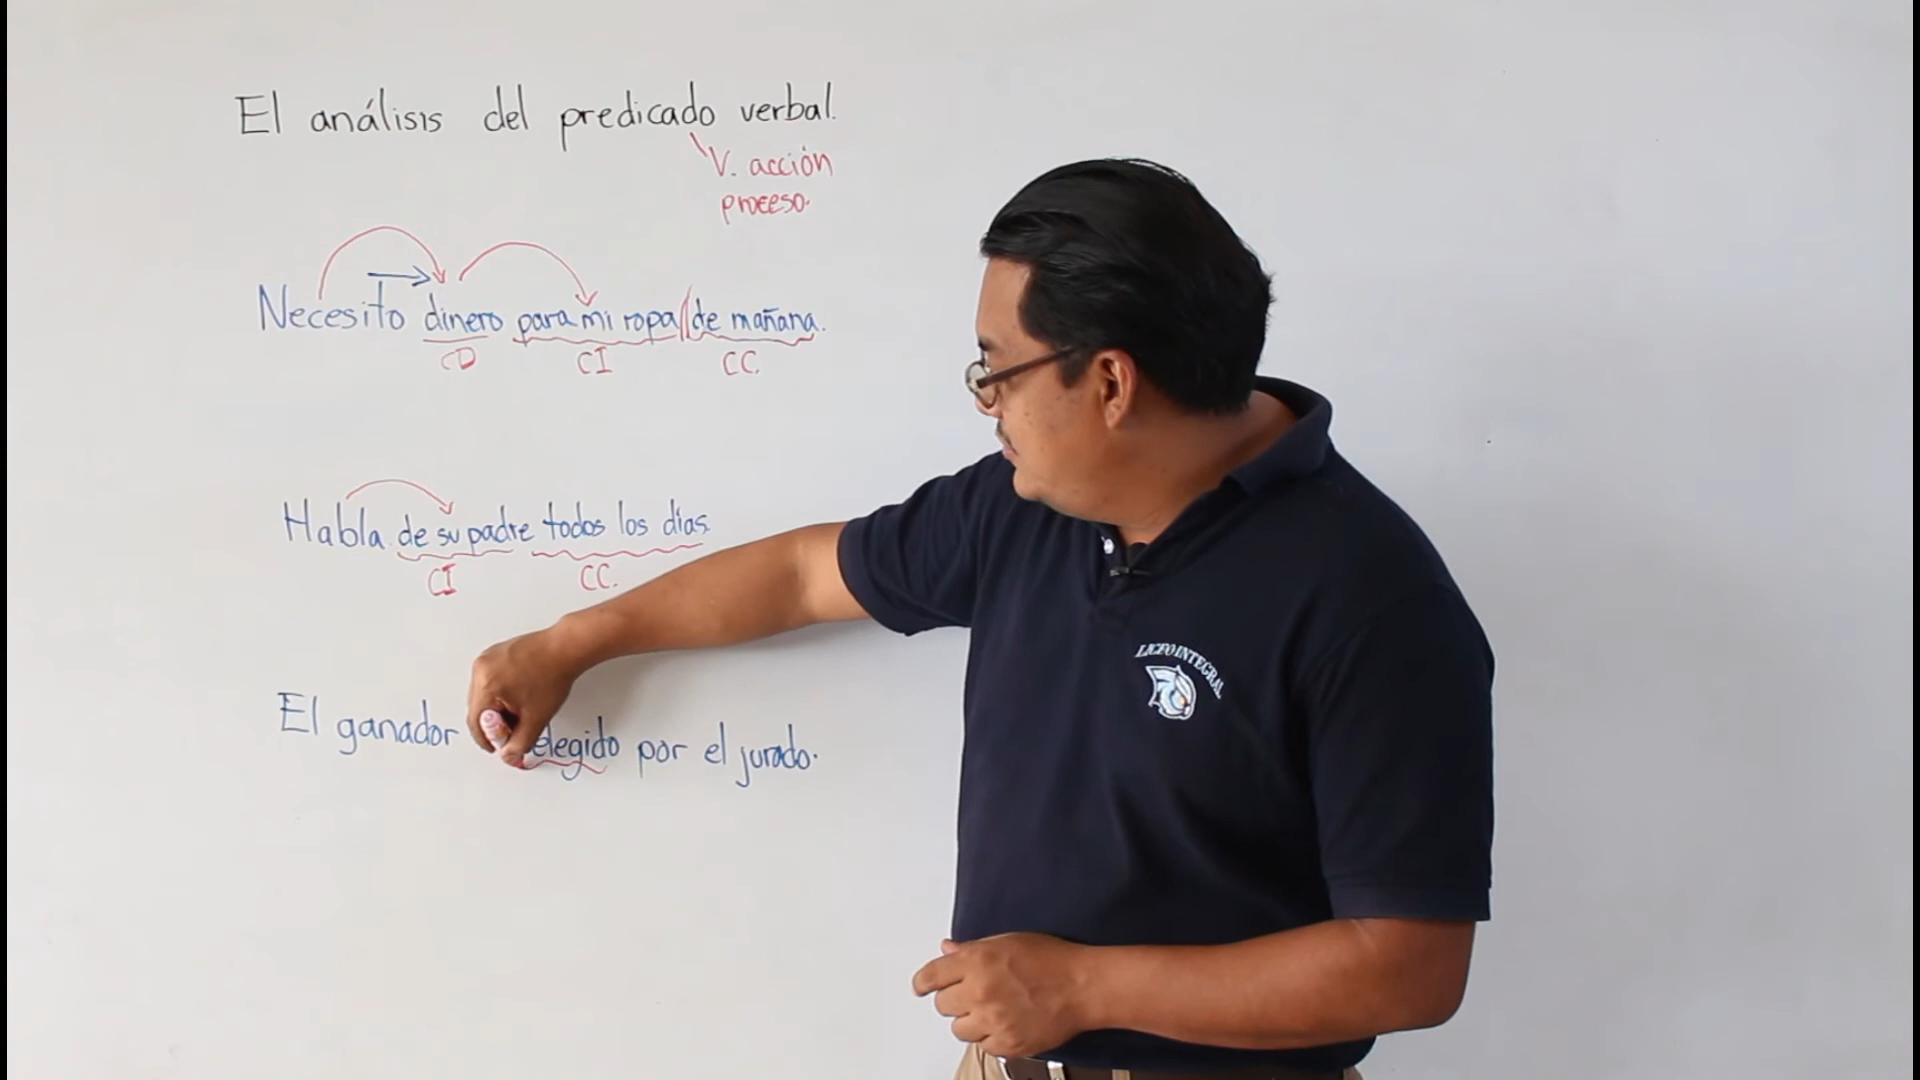 El análisis del predicado verbal.
V. acción
proceso.
Necesito dinero para mi ropa de mañana.
CD CI CC.
Habla de su padre todos los días.
CI CC.
El ganador elegido por el jurado.
LICEO INTEGRAL